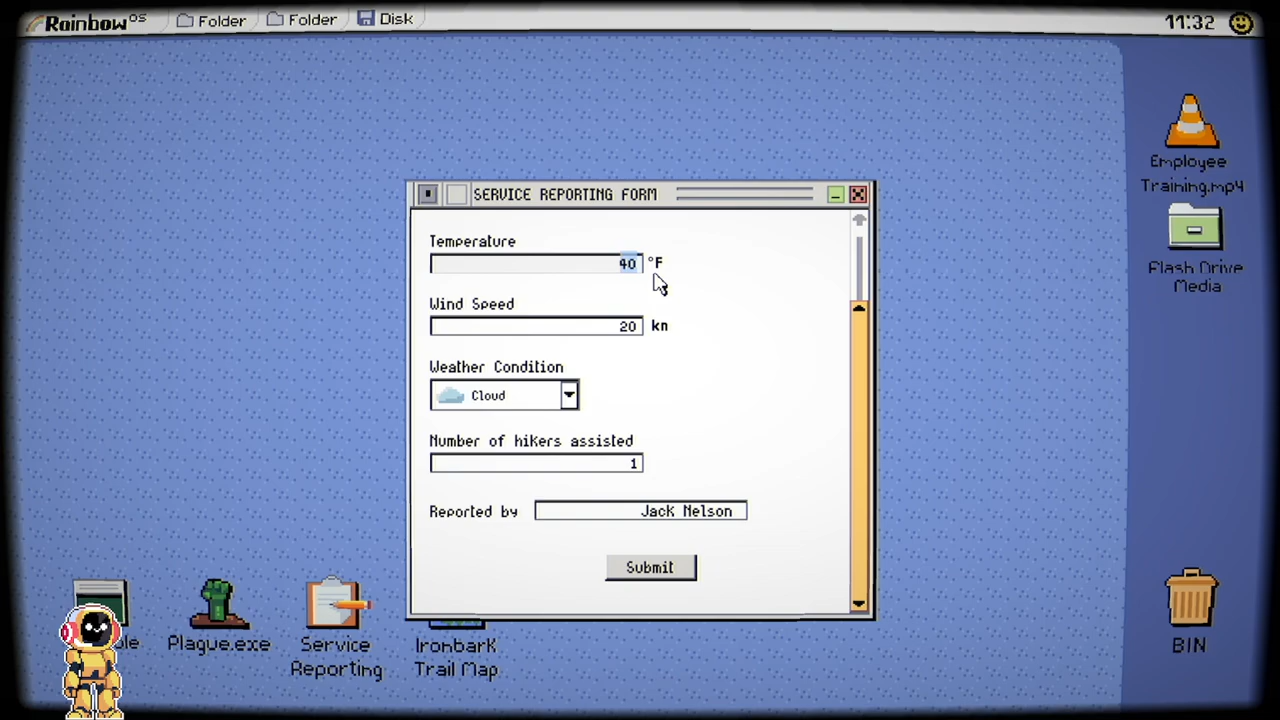 Rainbow OS
Folder
Folder
Disk
11:32
Employee
Training.mp4
Flash Drive
Media
SERVICE REPORTING FORM
Temperature
40 °F
Wind Speed
20 kn
Weather Condition
Cloud
Number of hikers assisted
1
Reported by
Jack Nelson
Submit
Plague.exe
Service
Reporting
Ironbark
Trail Map
BIN